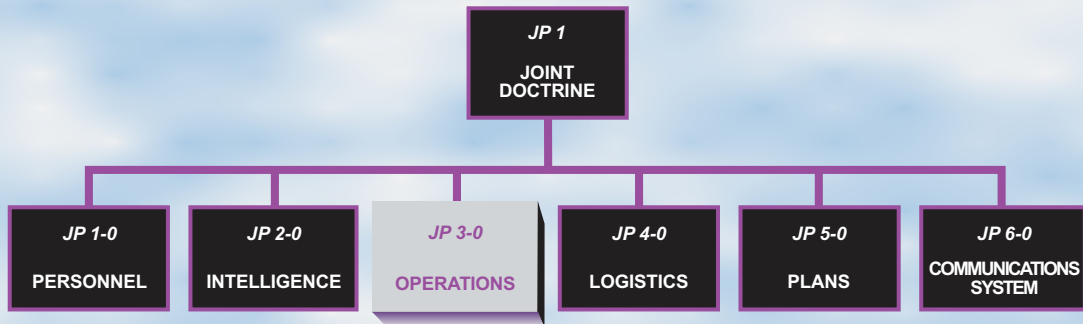 JP 1
JOINT
DOCTRINE
JP 1-0
PERSONNEL
JP 2-0
INTELLIGENCE
JP 3-0
OPERATIONS
JP 4-0
LOGISTICS
JP 5-0
PLANS
JP 6-0
COMMUNICATIONS
SYSTEM